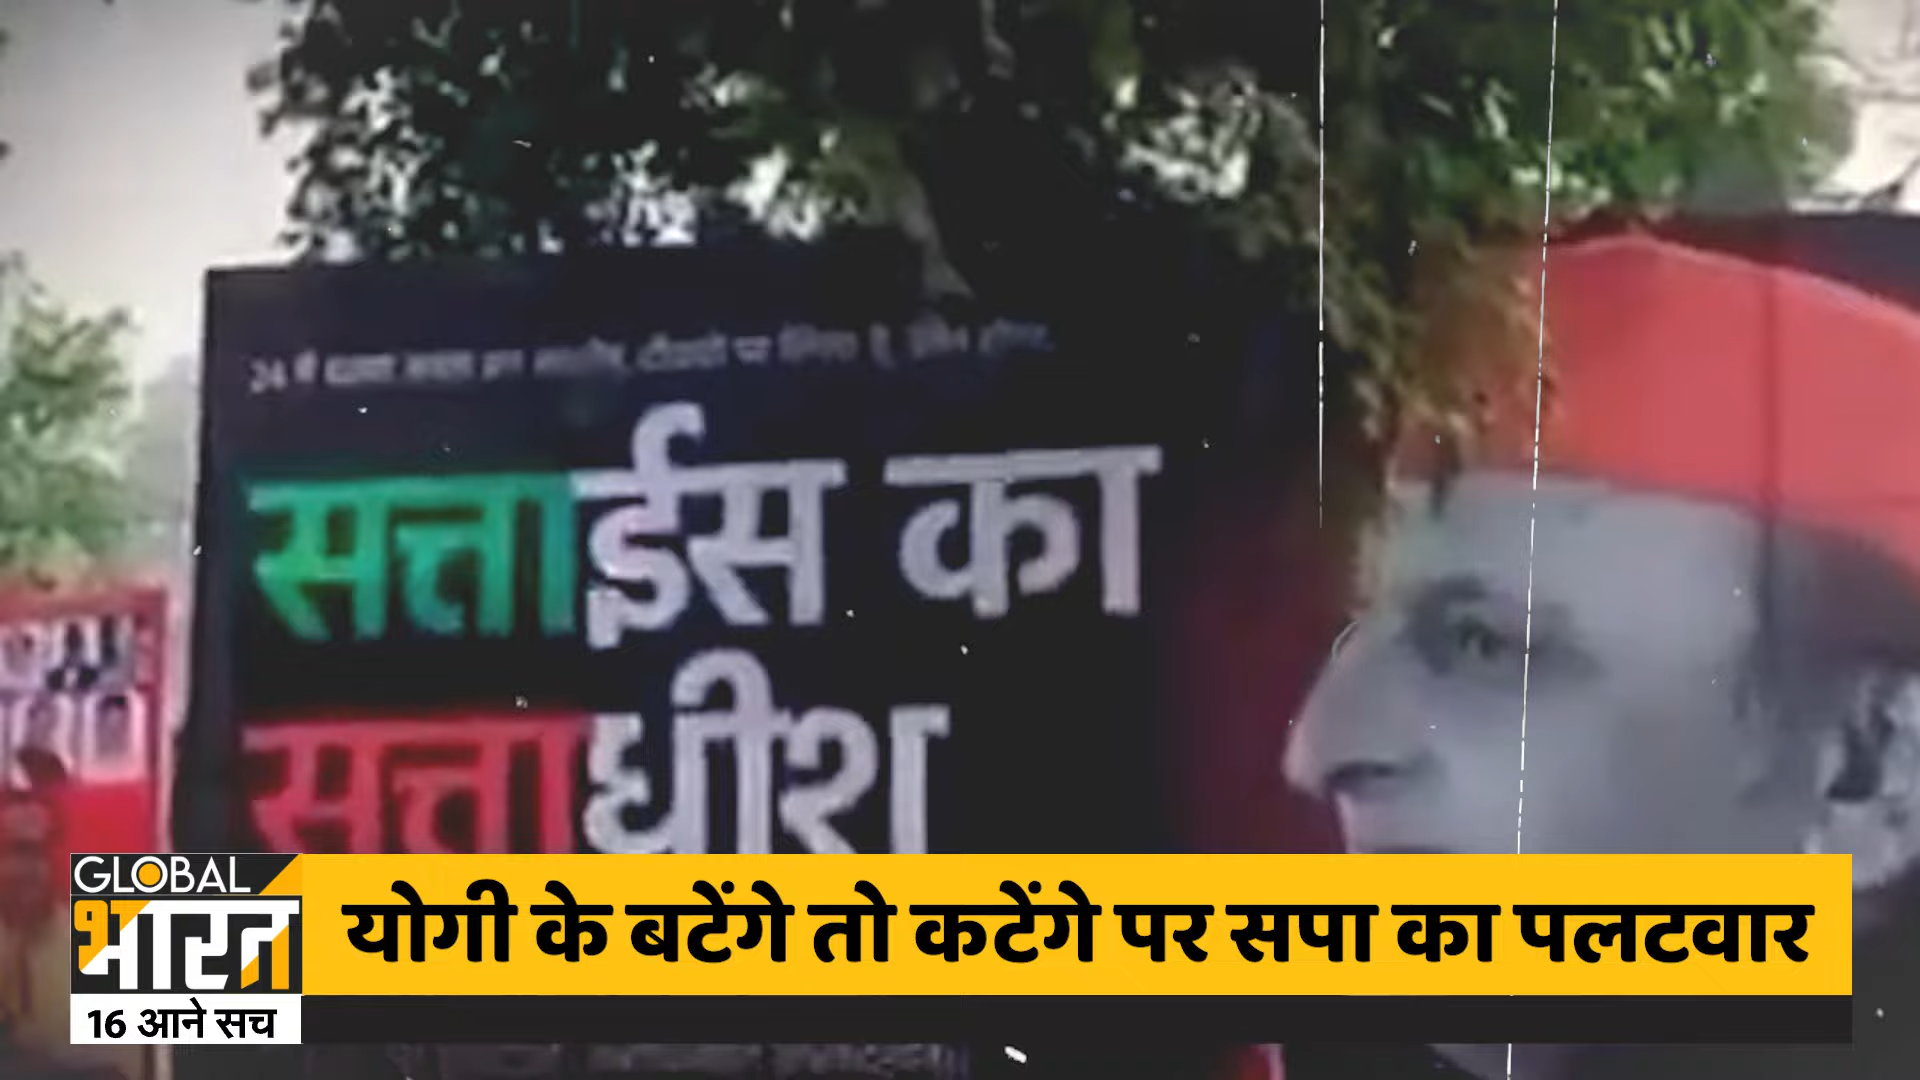 सत्ताईस का
सत्ताधीश
GLOBAL
भारत
16 आने सच
योगी के बटेंगे तो कटेंगे पर सपा का पलटवार